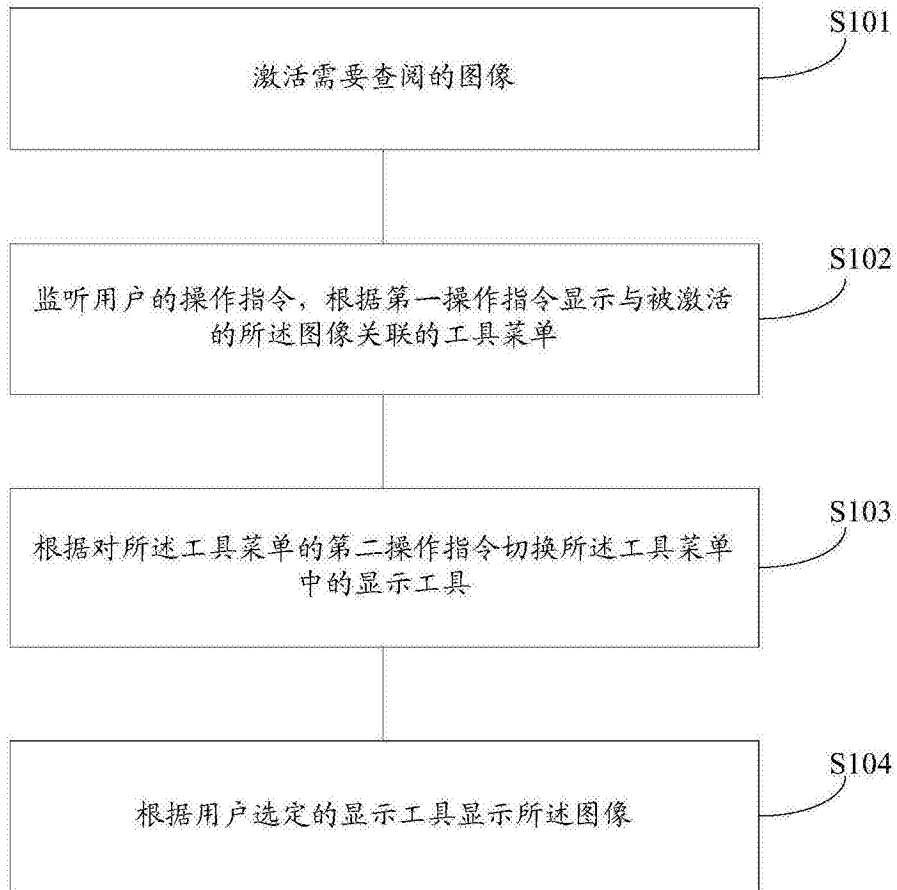 S101
激活需要查阅的图像
S102
监听用户的操作指令，根据第一操作指令显示与被激活
的所述图像关联的工具菜单
S103
根据对所述工具菜单的第二操作指令切换所述工具菜单
中的显示工具
S104
根据用户选定的显示工具显示所述图像